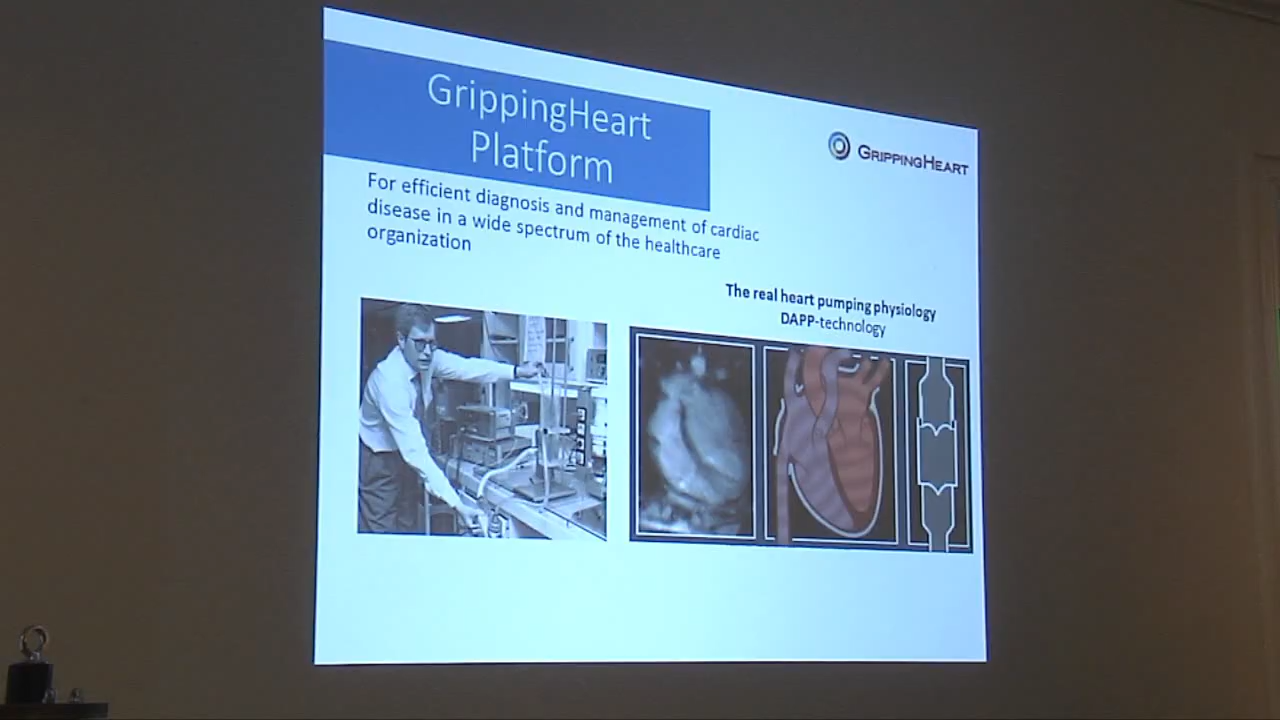 GrippingHeart
Platform
GRIPPINGHEART
For efficient diagnosis and management of cardiac
disease in a wide spectrum of the healthcare
organization
The real heart pumping physiology
DAPP-technology